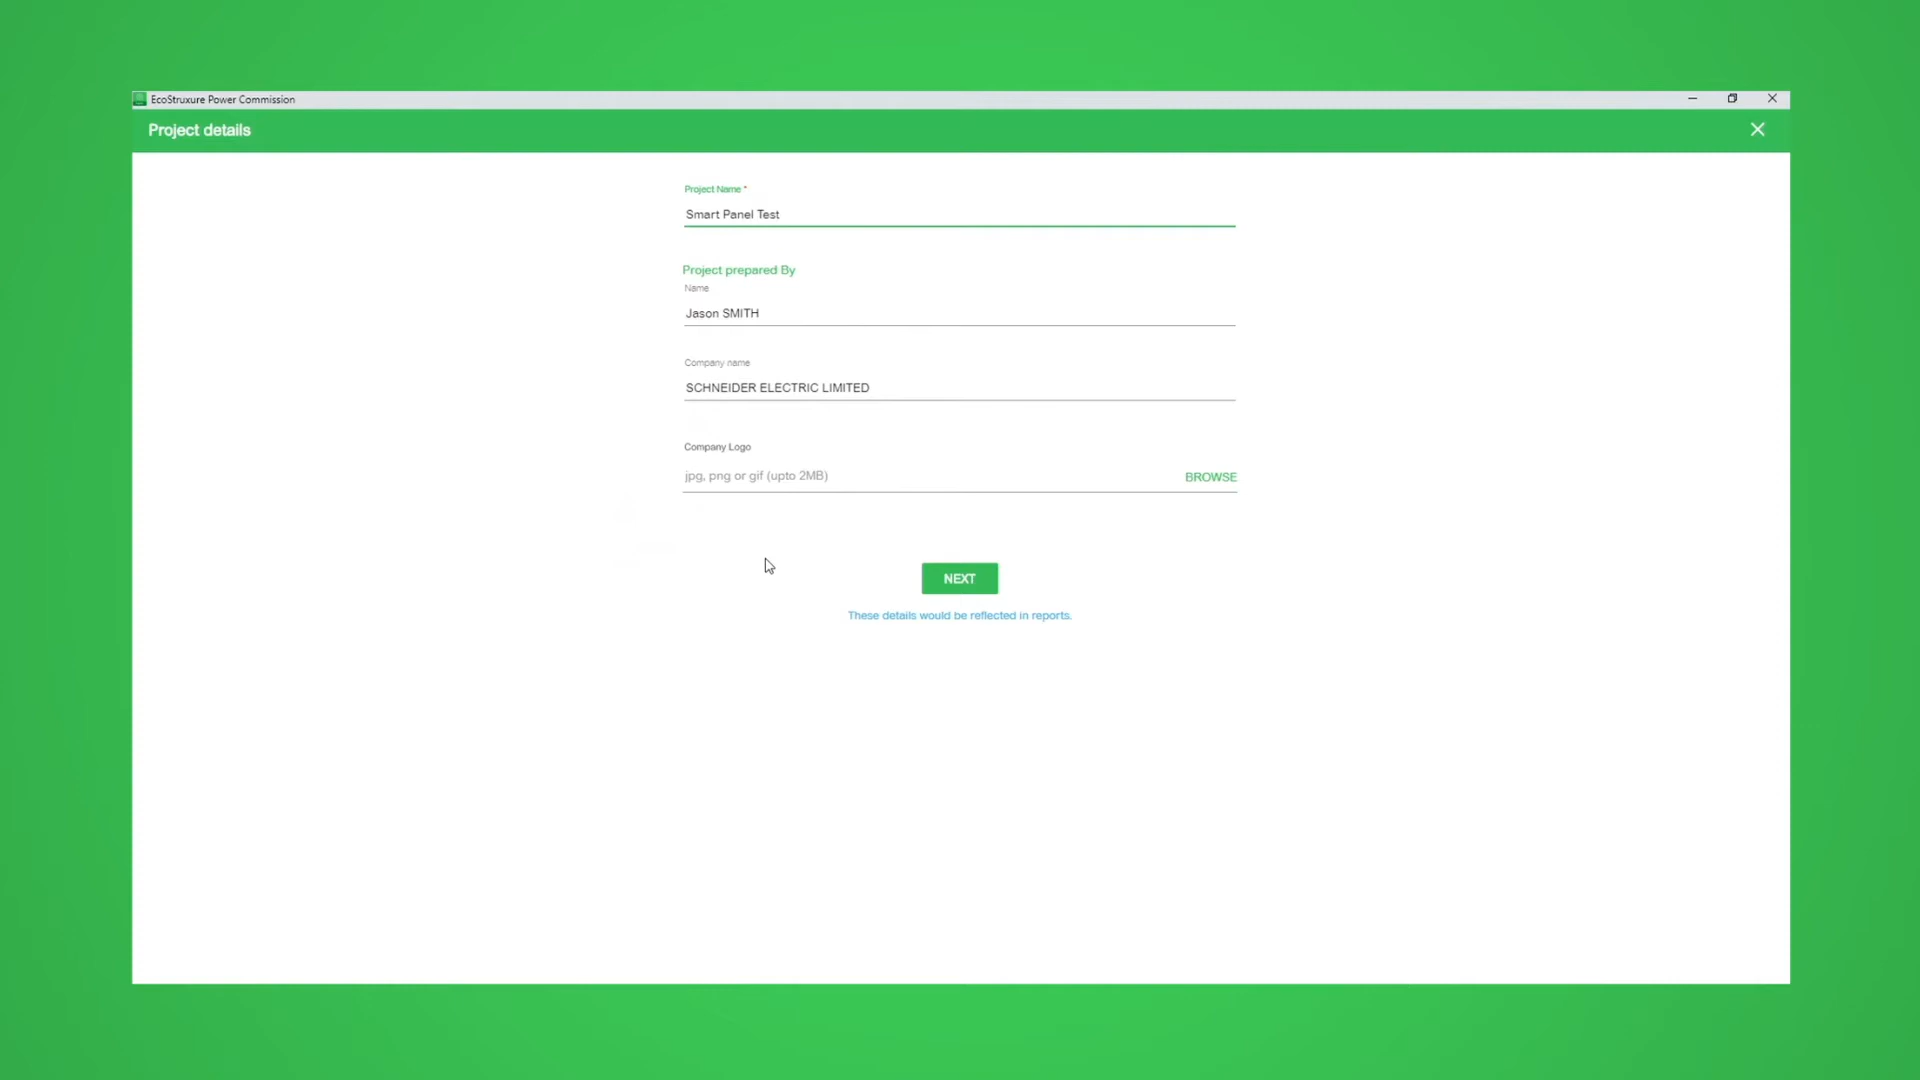 EcoStruxure Power Commission
Project details
Project Name *
Smart Panel Test
Project prepared By
Name
Jason SMITH
Company name
SCHNEIDER ELECTRIC LIMITED
Company Logo
jpg, png or gif (upto 2MB)
BROWSE
NEXT
These details would be reflected in reports.